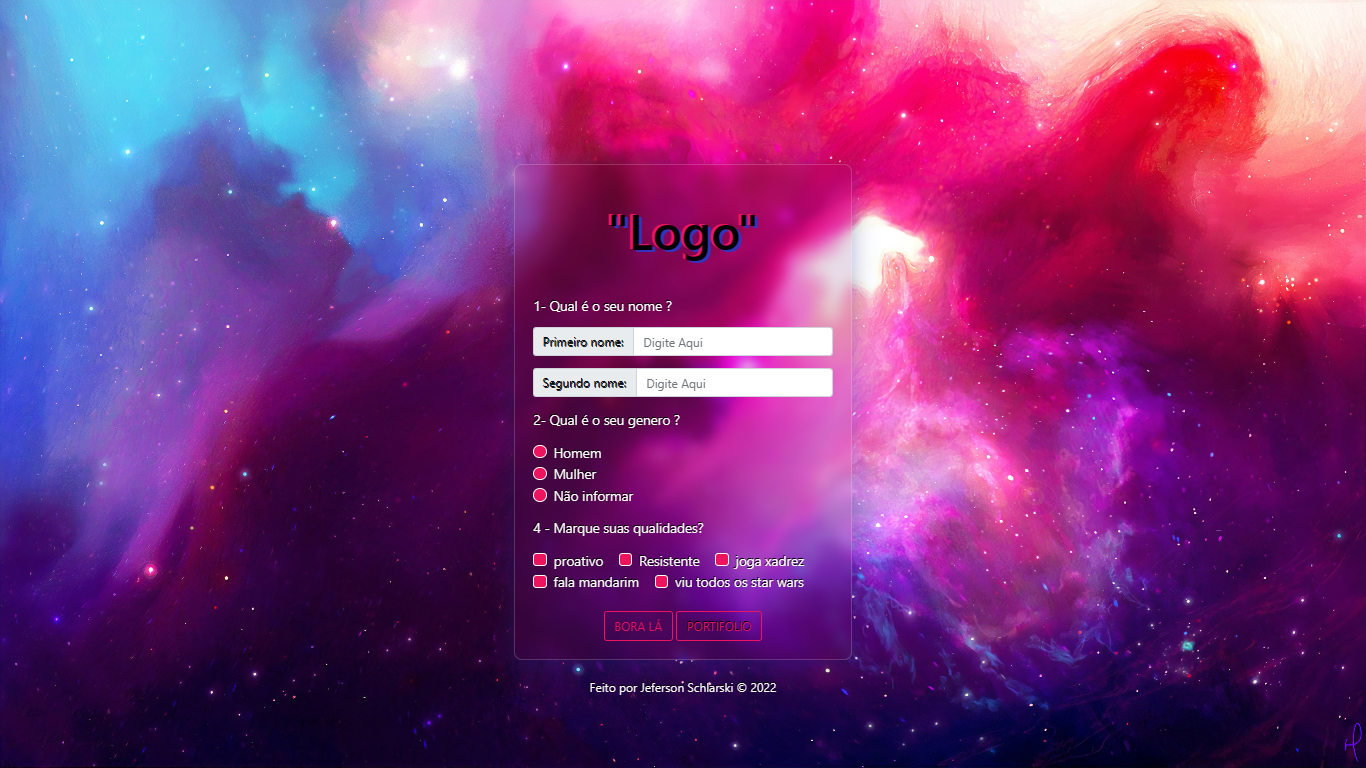 "Logo"
1- Qual é o seu nome ?
Primeiro nome: Digite Aqui
Segundo nome: Digite Aqui
2- Qual é o seu genero ?
Homem
Mulher
Não informar
4 - Marque suas qualidades?
proativo Resistente joga xadrez
fala mandarim viu todos os star wars
BORA LÁ PORTIFOLIO
Feito por Jeferson Schlarski © 2022